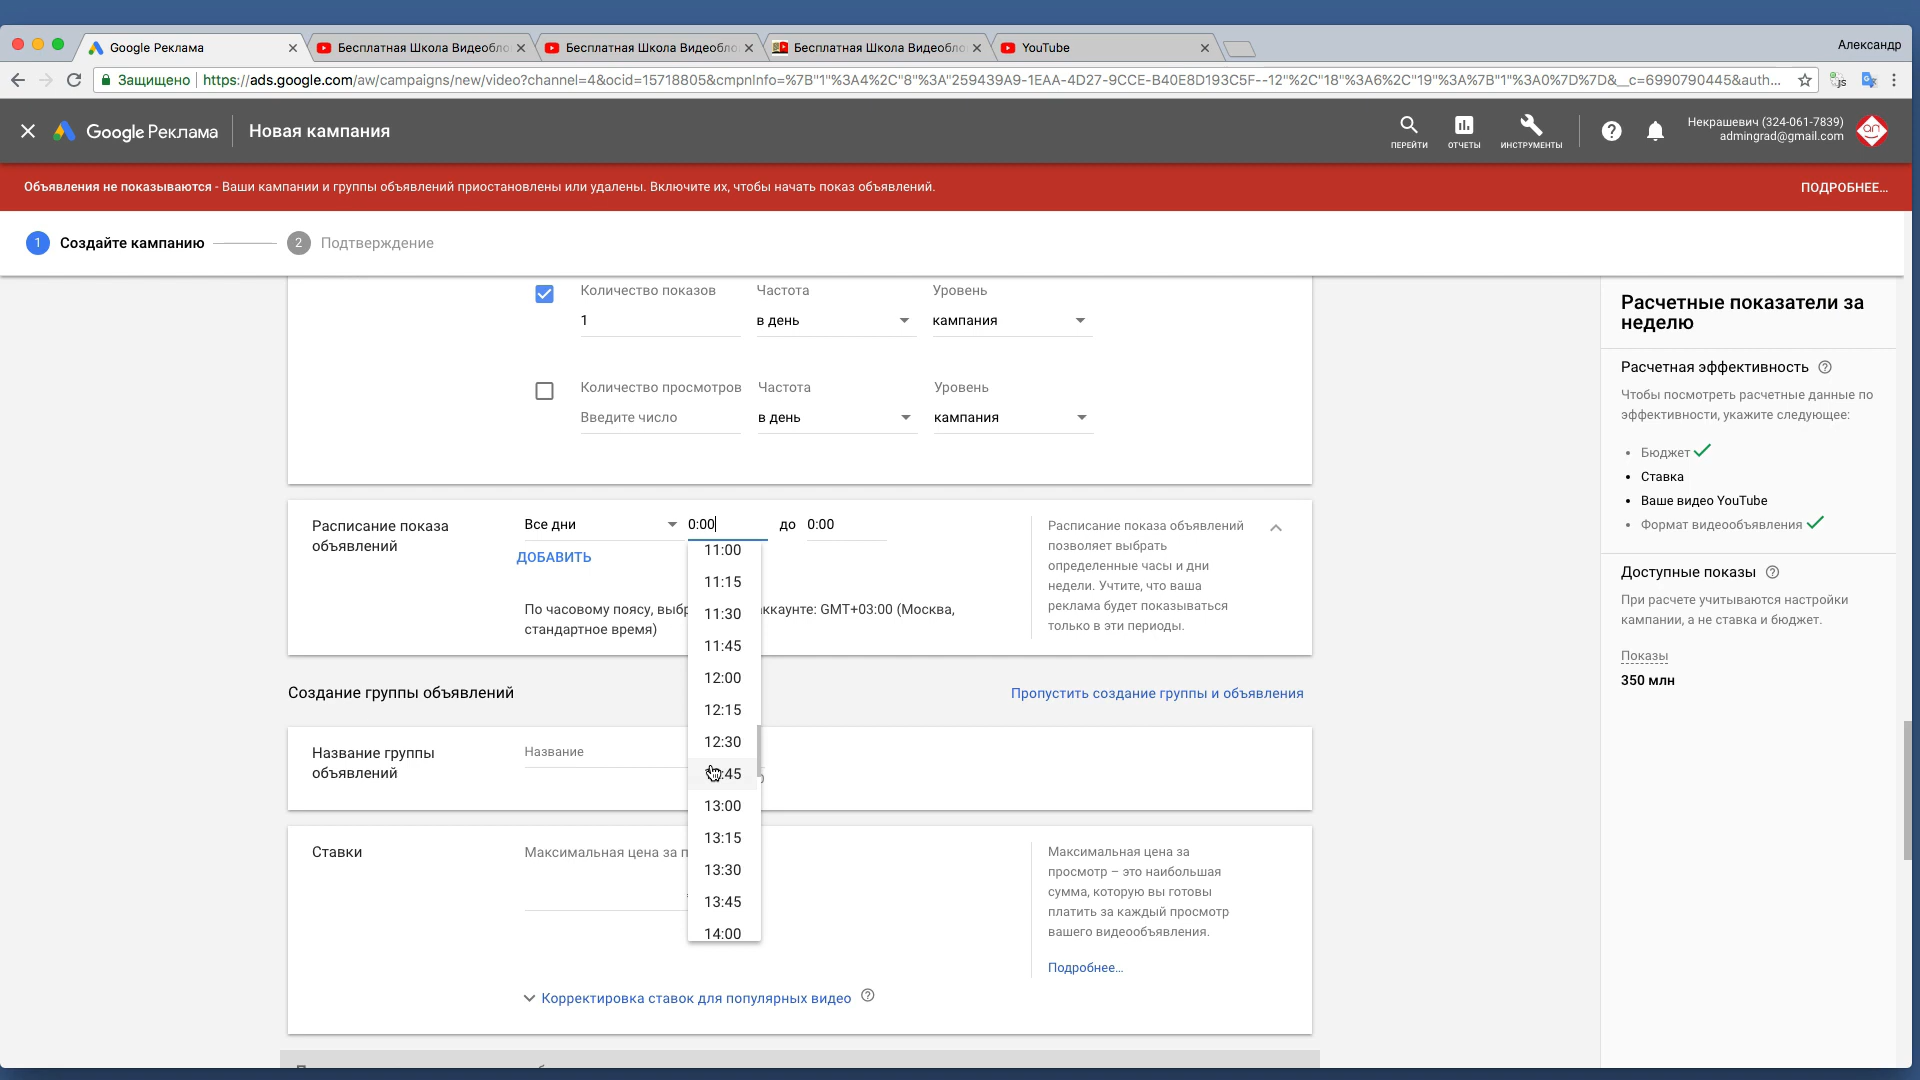 Google Реклама
Бесплатная Школа Видеобло
Бесплатная Школа Видеобло
Бесплатная Школа Видеобло
YouTube
Александр
Защищено
https://ads.google.com/aw/campaigns/new/video?channel=4&ocid=15718805&cmpnInfo=%7B"1"%3A4%2C"8"%3A"259439A9-1EAA-4D27-9CCE-B40E8D193C5F--12"%2C"18"%3A6%2C"19"%3A%7B"1"%3A0%7D%7D&__c=6990790445&auth...
Google Реклама
Новая кампания
ПЕРЕЙТИ
ОТЧЕТЫ
ИНСТРУМЕНТЫ
Некрашевич (324-061-7839)
admingrad@gmail.com
Объявления не показываются - Ваши кампании и группы объявлений приостановлены или удалены. Включите их, чтобы начать показ объявлений.
ПОДРОБНЕЕ...
1 Создайте кампанию
2 Подтверждение
Количество показов Частота Уровень
1 в день кампания
Количество просмотров Частота Уровень
Введите число в день кампания
Расписание показа
объявлений
Все дни 0:00 до 0:00
ДОБАВИТЬ
По часовому поясу, выбр ккаунте: GMT+03:00 (Москва,
стандартное время)
11:00
11:15
11:30
11:45
12:00
12:15
12:30
:45
13:00
13:15
13:30
13:45
14:00
Расписание показа объявлений
позволяет выбрать
определенные часы и дни
недели. Учтите, что ваша
реклама будет показываться
только в эти периоды.
Создание группы объявлений
Пропустить создание группы и объявления
Название группы
объявлений
Название
Ставки
Максимальная цена за п
Максимальная цена за
просмотр – это наибольшая
сумма, которую вы готовы
платить за каждый просмотр
вашего видеообъявления.
Подробнее...
Корректировка ставок для популярных видео
Расчетные показатели за
неделю
Расчетная эффективность
Чтобы посмотреть расчетные данные по
эффективности, укажите следующее:
• Бюджет
• Ставка
• Ваше видео YouTube
• Формат видеообъявления
Доступные показы
При расчете учитываются настройки
кампании, а не ставка и бюджет.
Показы
350 млн